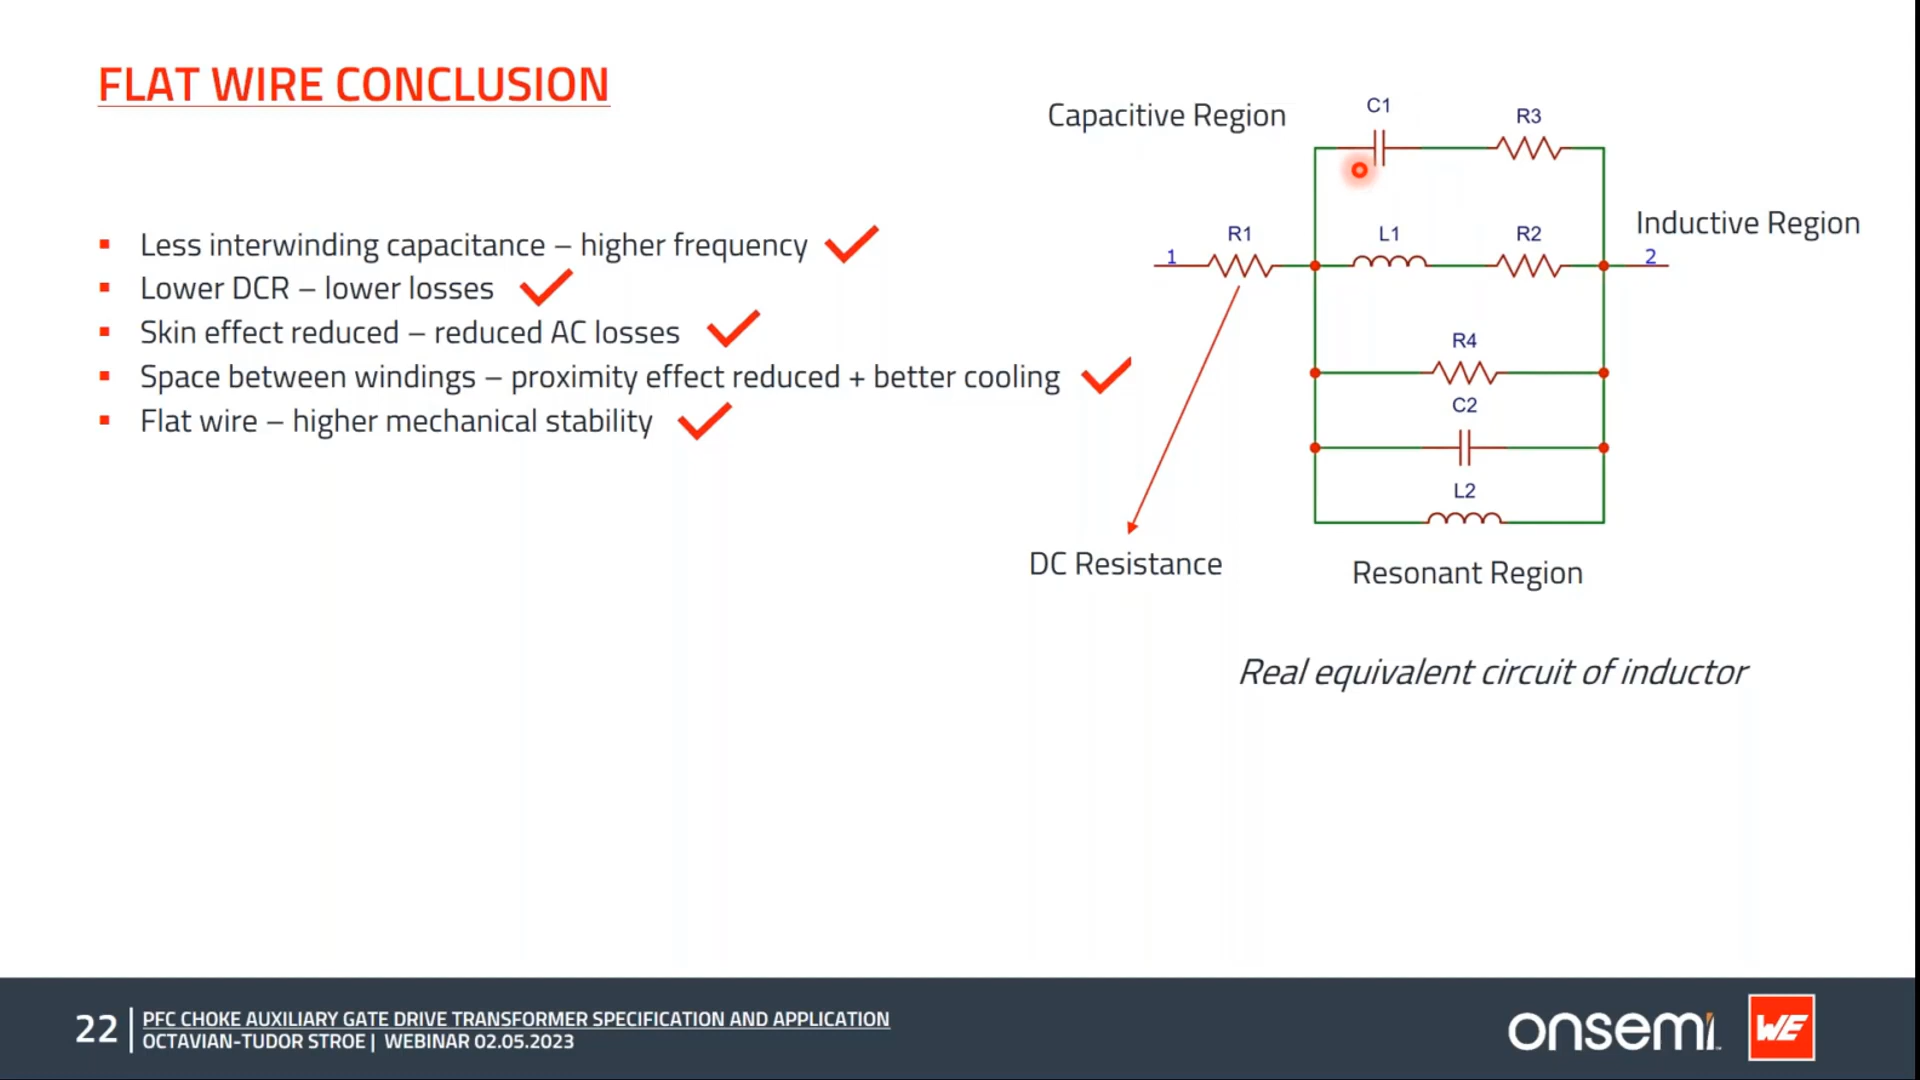 FLAT WIRE CONCLUSION
Less interwinding capacitance – higher frequency
Lower DCR – lower losses
Skin effect reduced – reduced AC losses
Space between windings – proximity effect reduced + better cooling
Flat wire – higher mechanical stability
Capacitive Region
C1
R3
Inductive Region
1
R1
L1
R2
2
R4
C2
L2
DC Resistance
Resonant Region
Real equivalent circuit of inductor
22
PFC CHOKE AUXILIARY GATE DRIVE TRANSFORMER SPECIFICATION AND APPLICATION
OCTAVIAN-TUDOR STROE | WEBINAR 02.05.2023
onsemi
WE